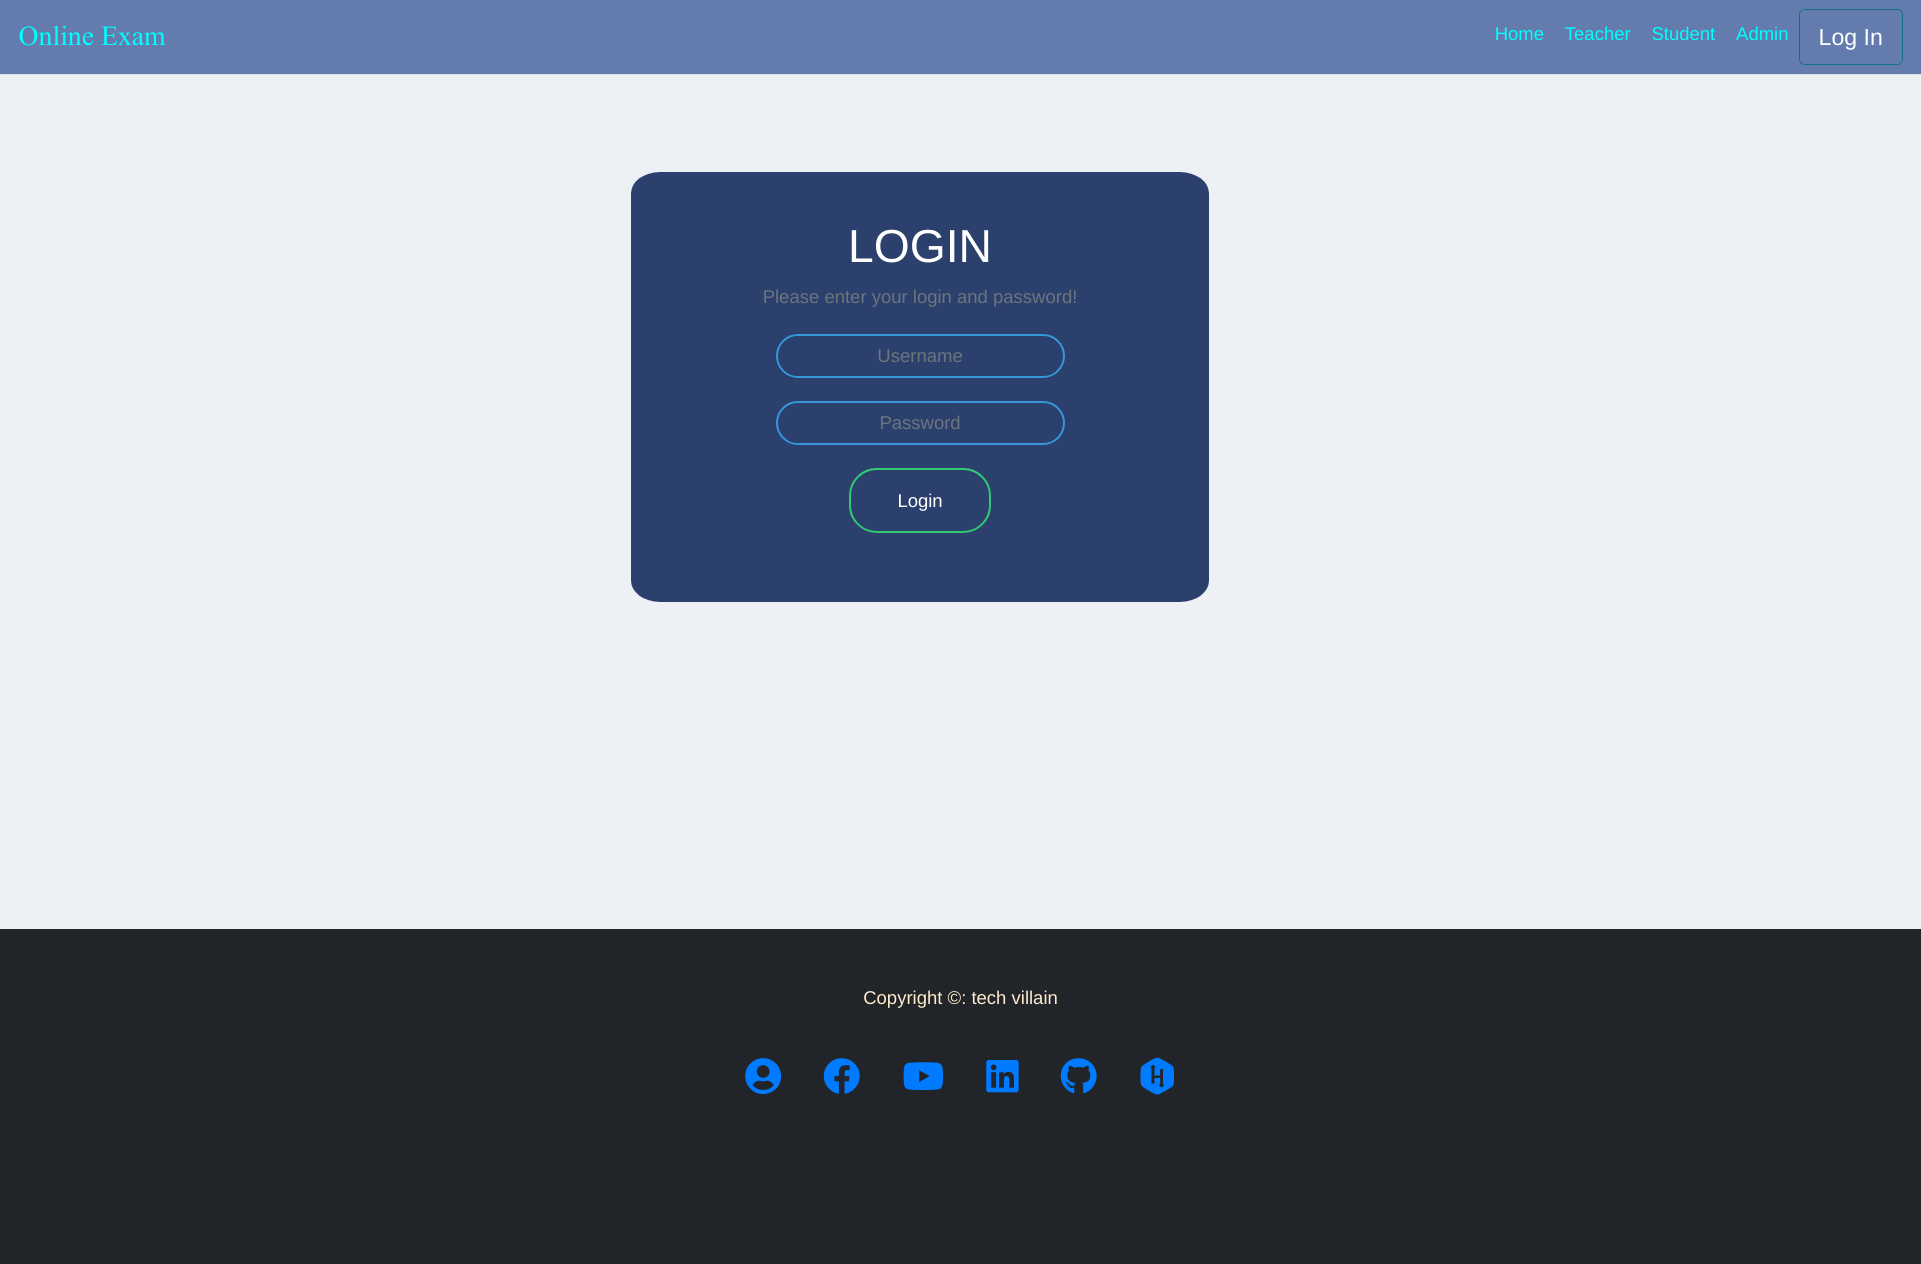 Online Exam
Home Teacher Student Admin Log In
LOGIN
Please enter your login and password!
Username
Password
Login
Copyright ©: tech villain